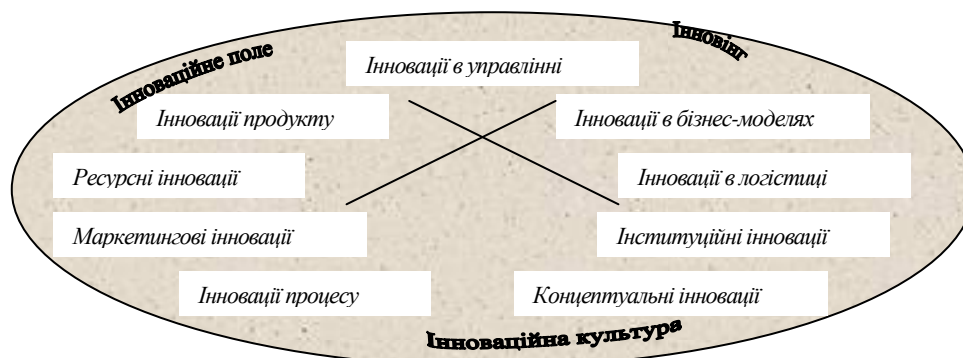 Інноваційне поле
Інновінг
Інновації в управлінні
Інновації продукту
Інновації в бізнес-моделях
Ресурсні інновації
Інновації в логістиці
Маркетингові інновації
Інституційні інновації
Інновації процесу
Концептуальні інновації
Інноваційна культура